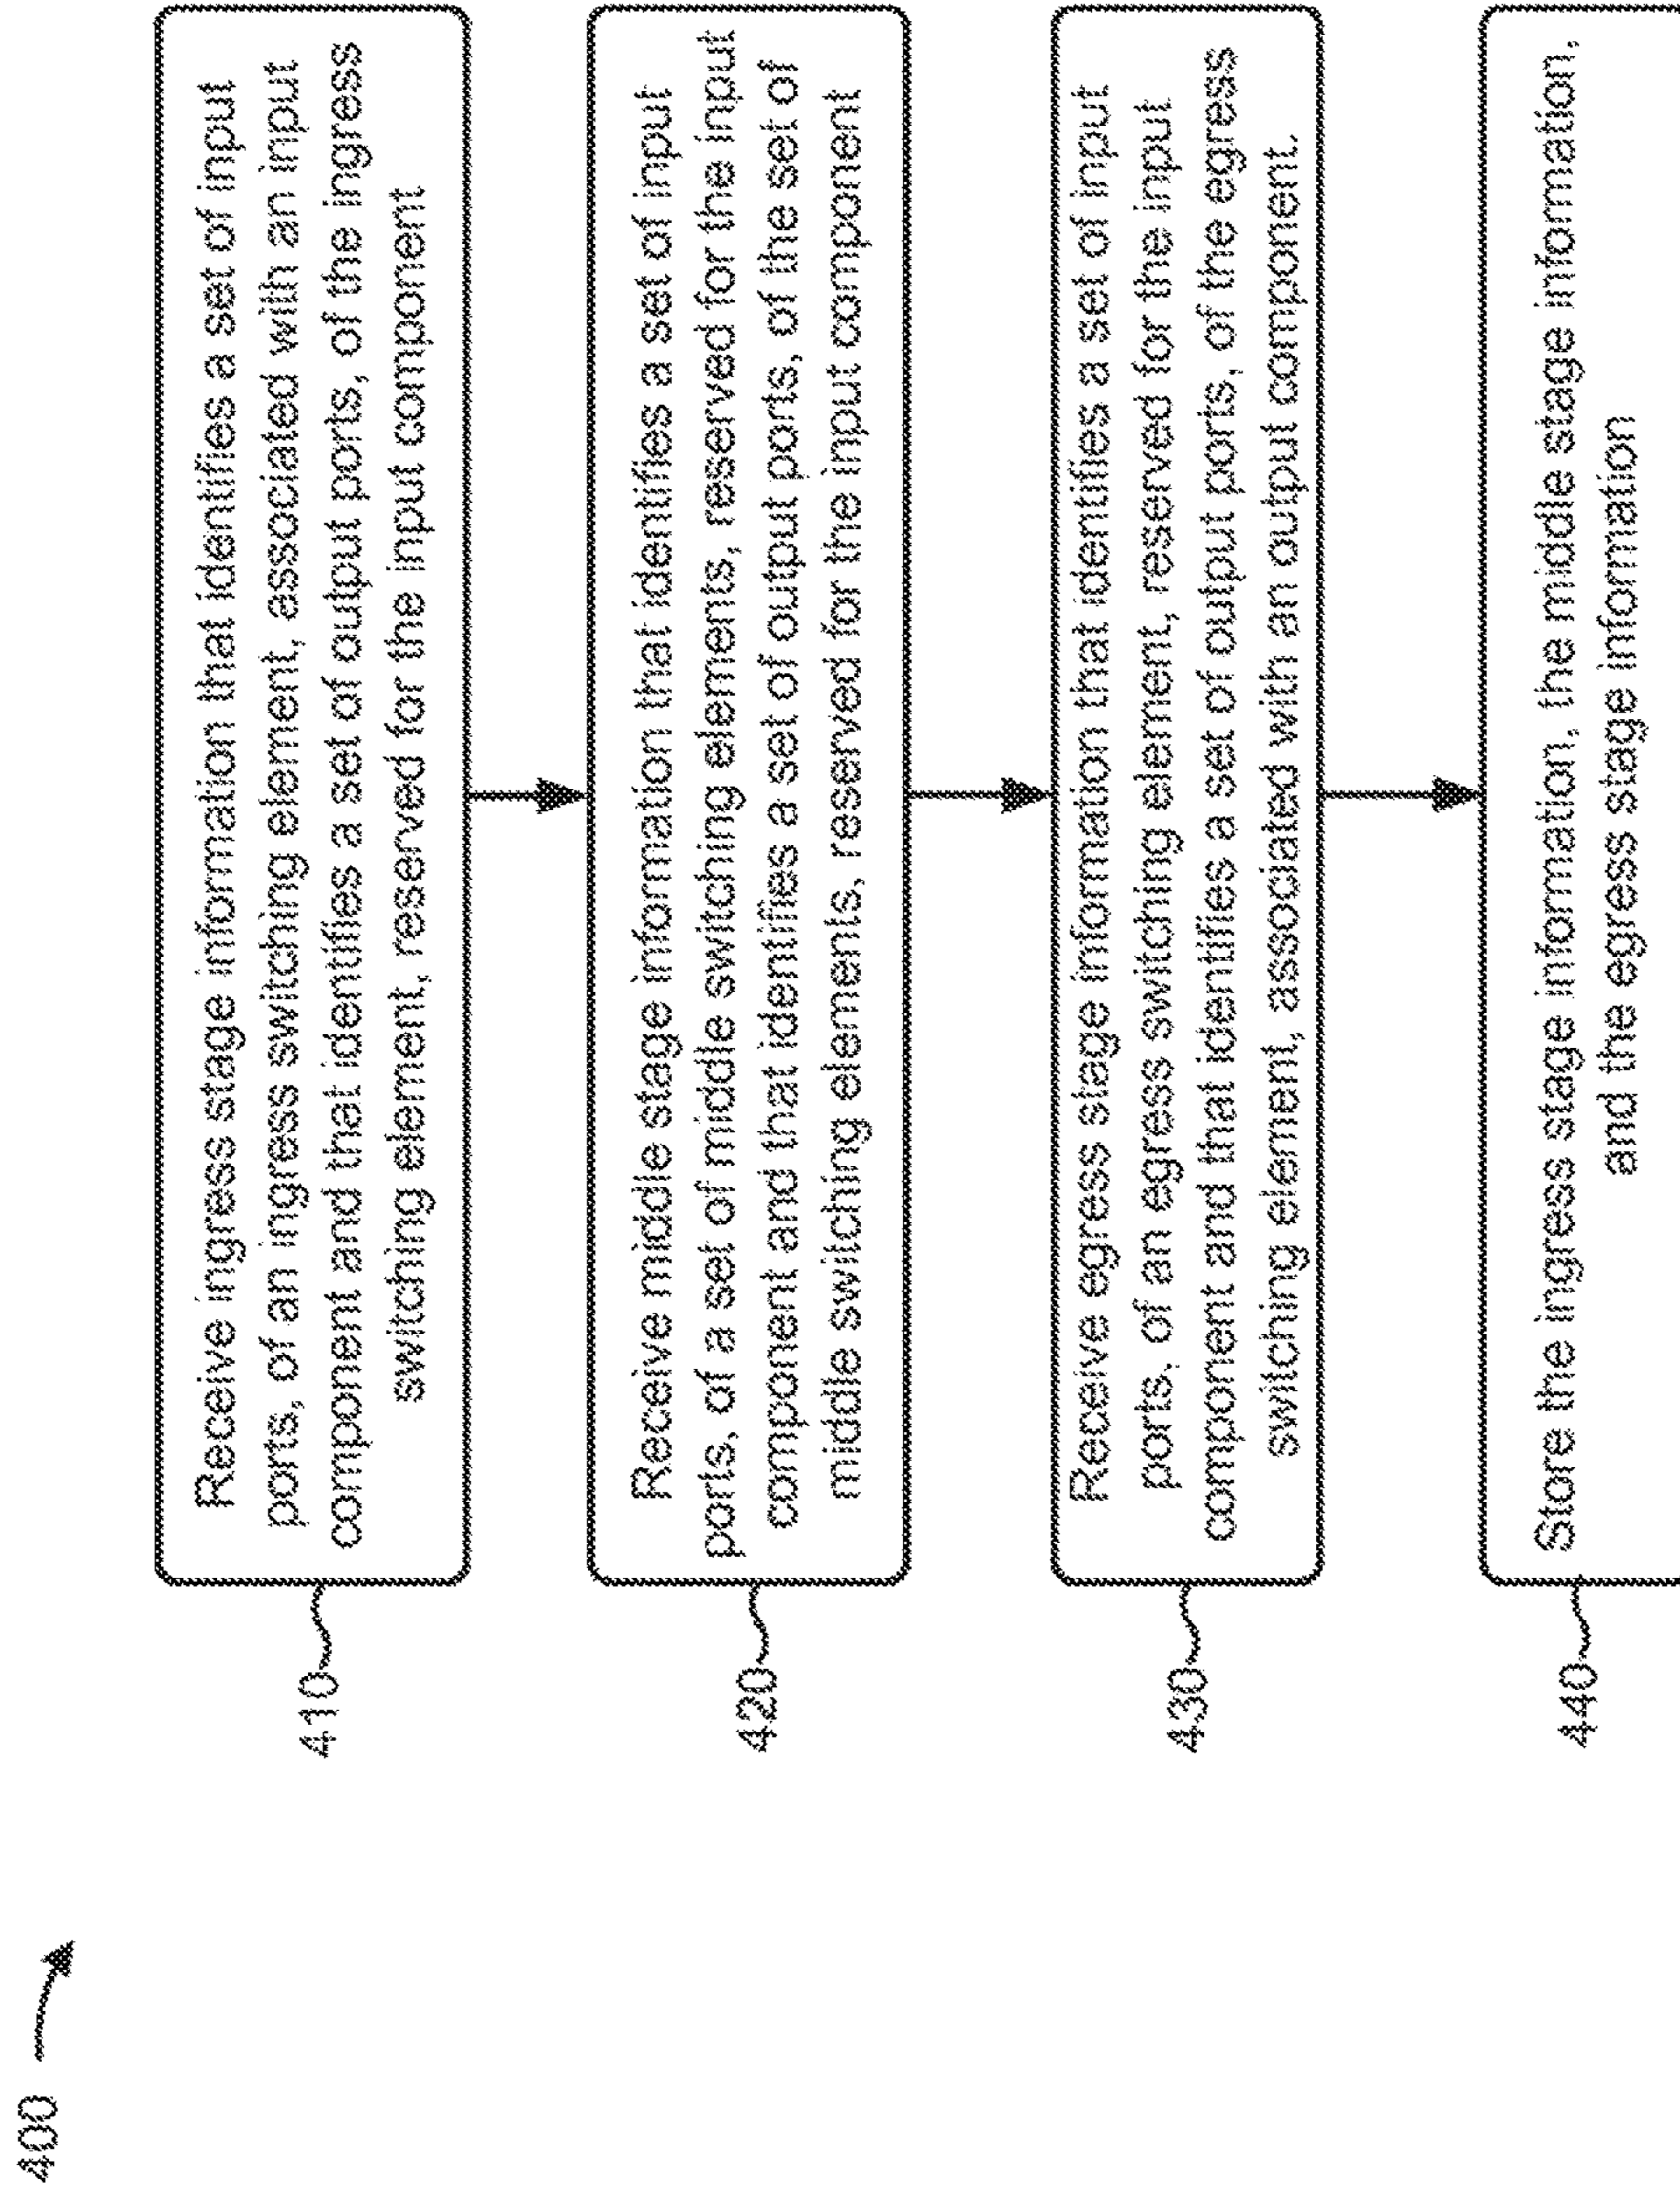 400
410
Receive ingress stage information that identifies a set of input
ports, of an ingress switching element, associated with an input
component and that identifies a set of output ports, of the ingress
switching element, reserved for the input component
420
Receive middle stage information that identifies a set of input
ports, of a set of middle switching elements, reserved for the input
component and that identifies a set of output ports, of the set of
middle switching elements, reserved for the input component
430
Receive egress stage information that identifies a set of input
ports, of an egress switching element, reserved for the input
component and that identifies a set of output ports, of the egress
switching element, associated with an output component.
440
Store the ingress stage information, the middle stage information,
and the egress stage information